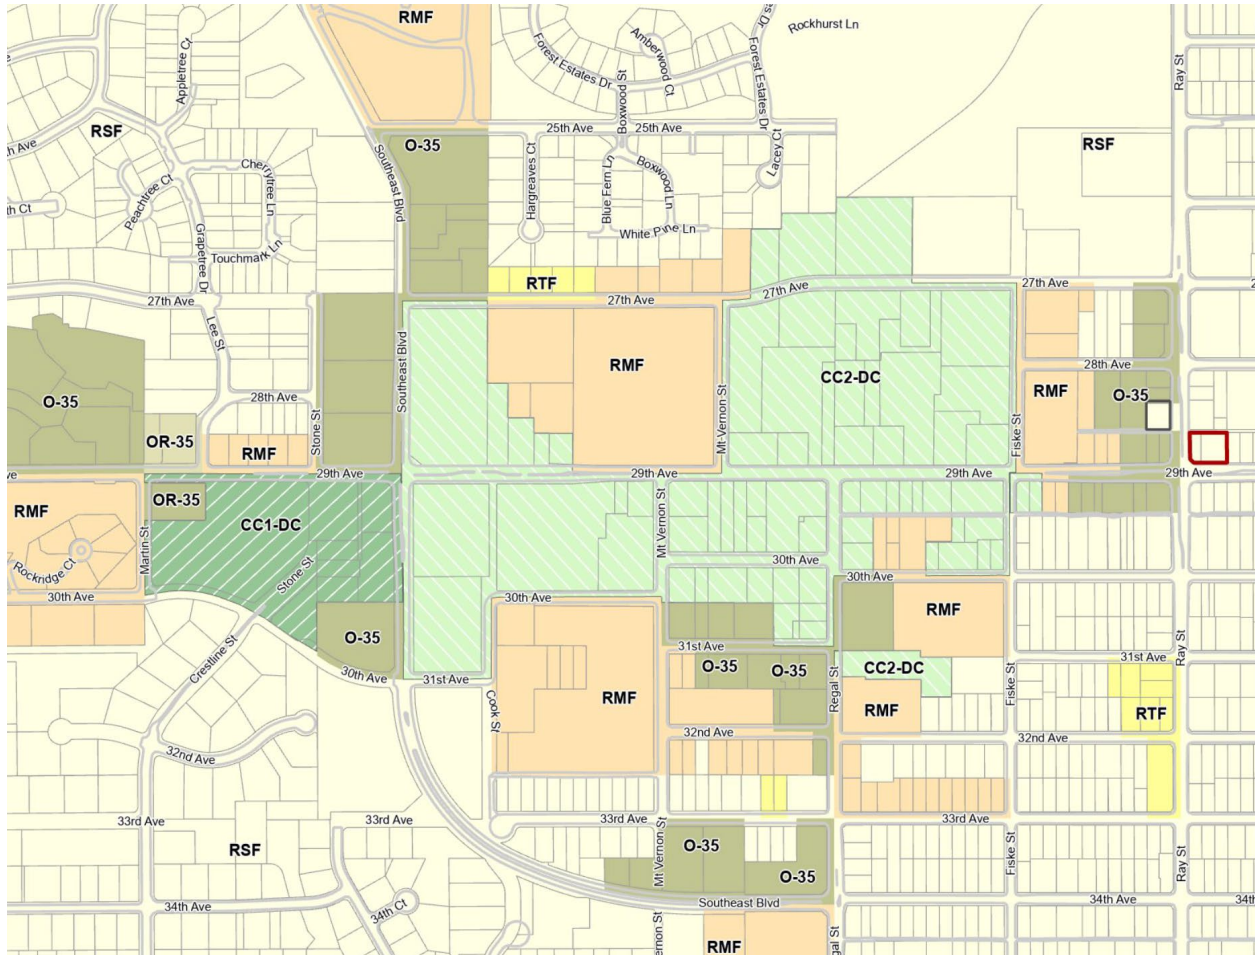 RMF
Rockhurst Ln
Forest Estates Dr
Amberwood Ct
Forest Estates Dr
Boxwood St
Ray St
Appletree Ct
RSF
25th Ave
25th Ave
O-35
RSF
Southeast Blvd
Cherrytree Ln
Peachtree Ct
Hargreaves Ct
Blue Fern Ln
Boxwood Ln
Lacey Ct
Grapetree Dr
White Pine Ln
Touchmark Ln
RTF
27th Ave
27th Ave
27th Ave
27th Ave
Lee St
Southeast Blvd
RMF
CC2-DC
28th Ave
RMF
O-35
O-35
28th Ave
Stone St
Mt Vernon St
Fiske St
OR-35
RMF
29th Ave
29th Ave
29th Ave
29th Ave
OR-35
RMF
CC1-DC
Martin St
Mt Vernon St
Rockridge Ct
Stone St
30th Ave
30th Ave
30th Ave
30th Ave
RMF
O-35
Crestline St
30th Ave
31st Ave
31st Ave
31st Ave
O-35
O-35
CC2-DC
Regal St
Fiske St
Ray St
RMF
RMF
RTF
Cook St
32nd Ave
32nd Ave
32nd Ave
33rd Ave
33rd Ave
33rd Ave
33rd Ave
RSF
Mt Vernon St
O-35
O-35
Fiske St
Ray St
34th Ave
34th Ct
Southeast Blvd
34th Ave
RMF